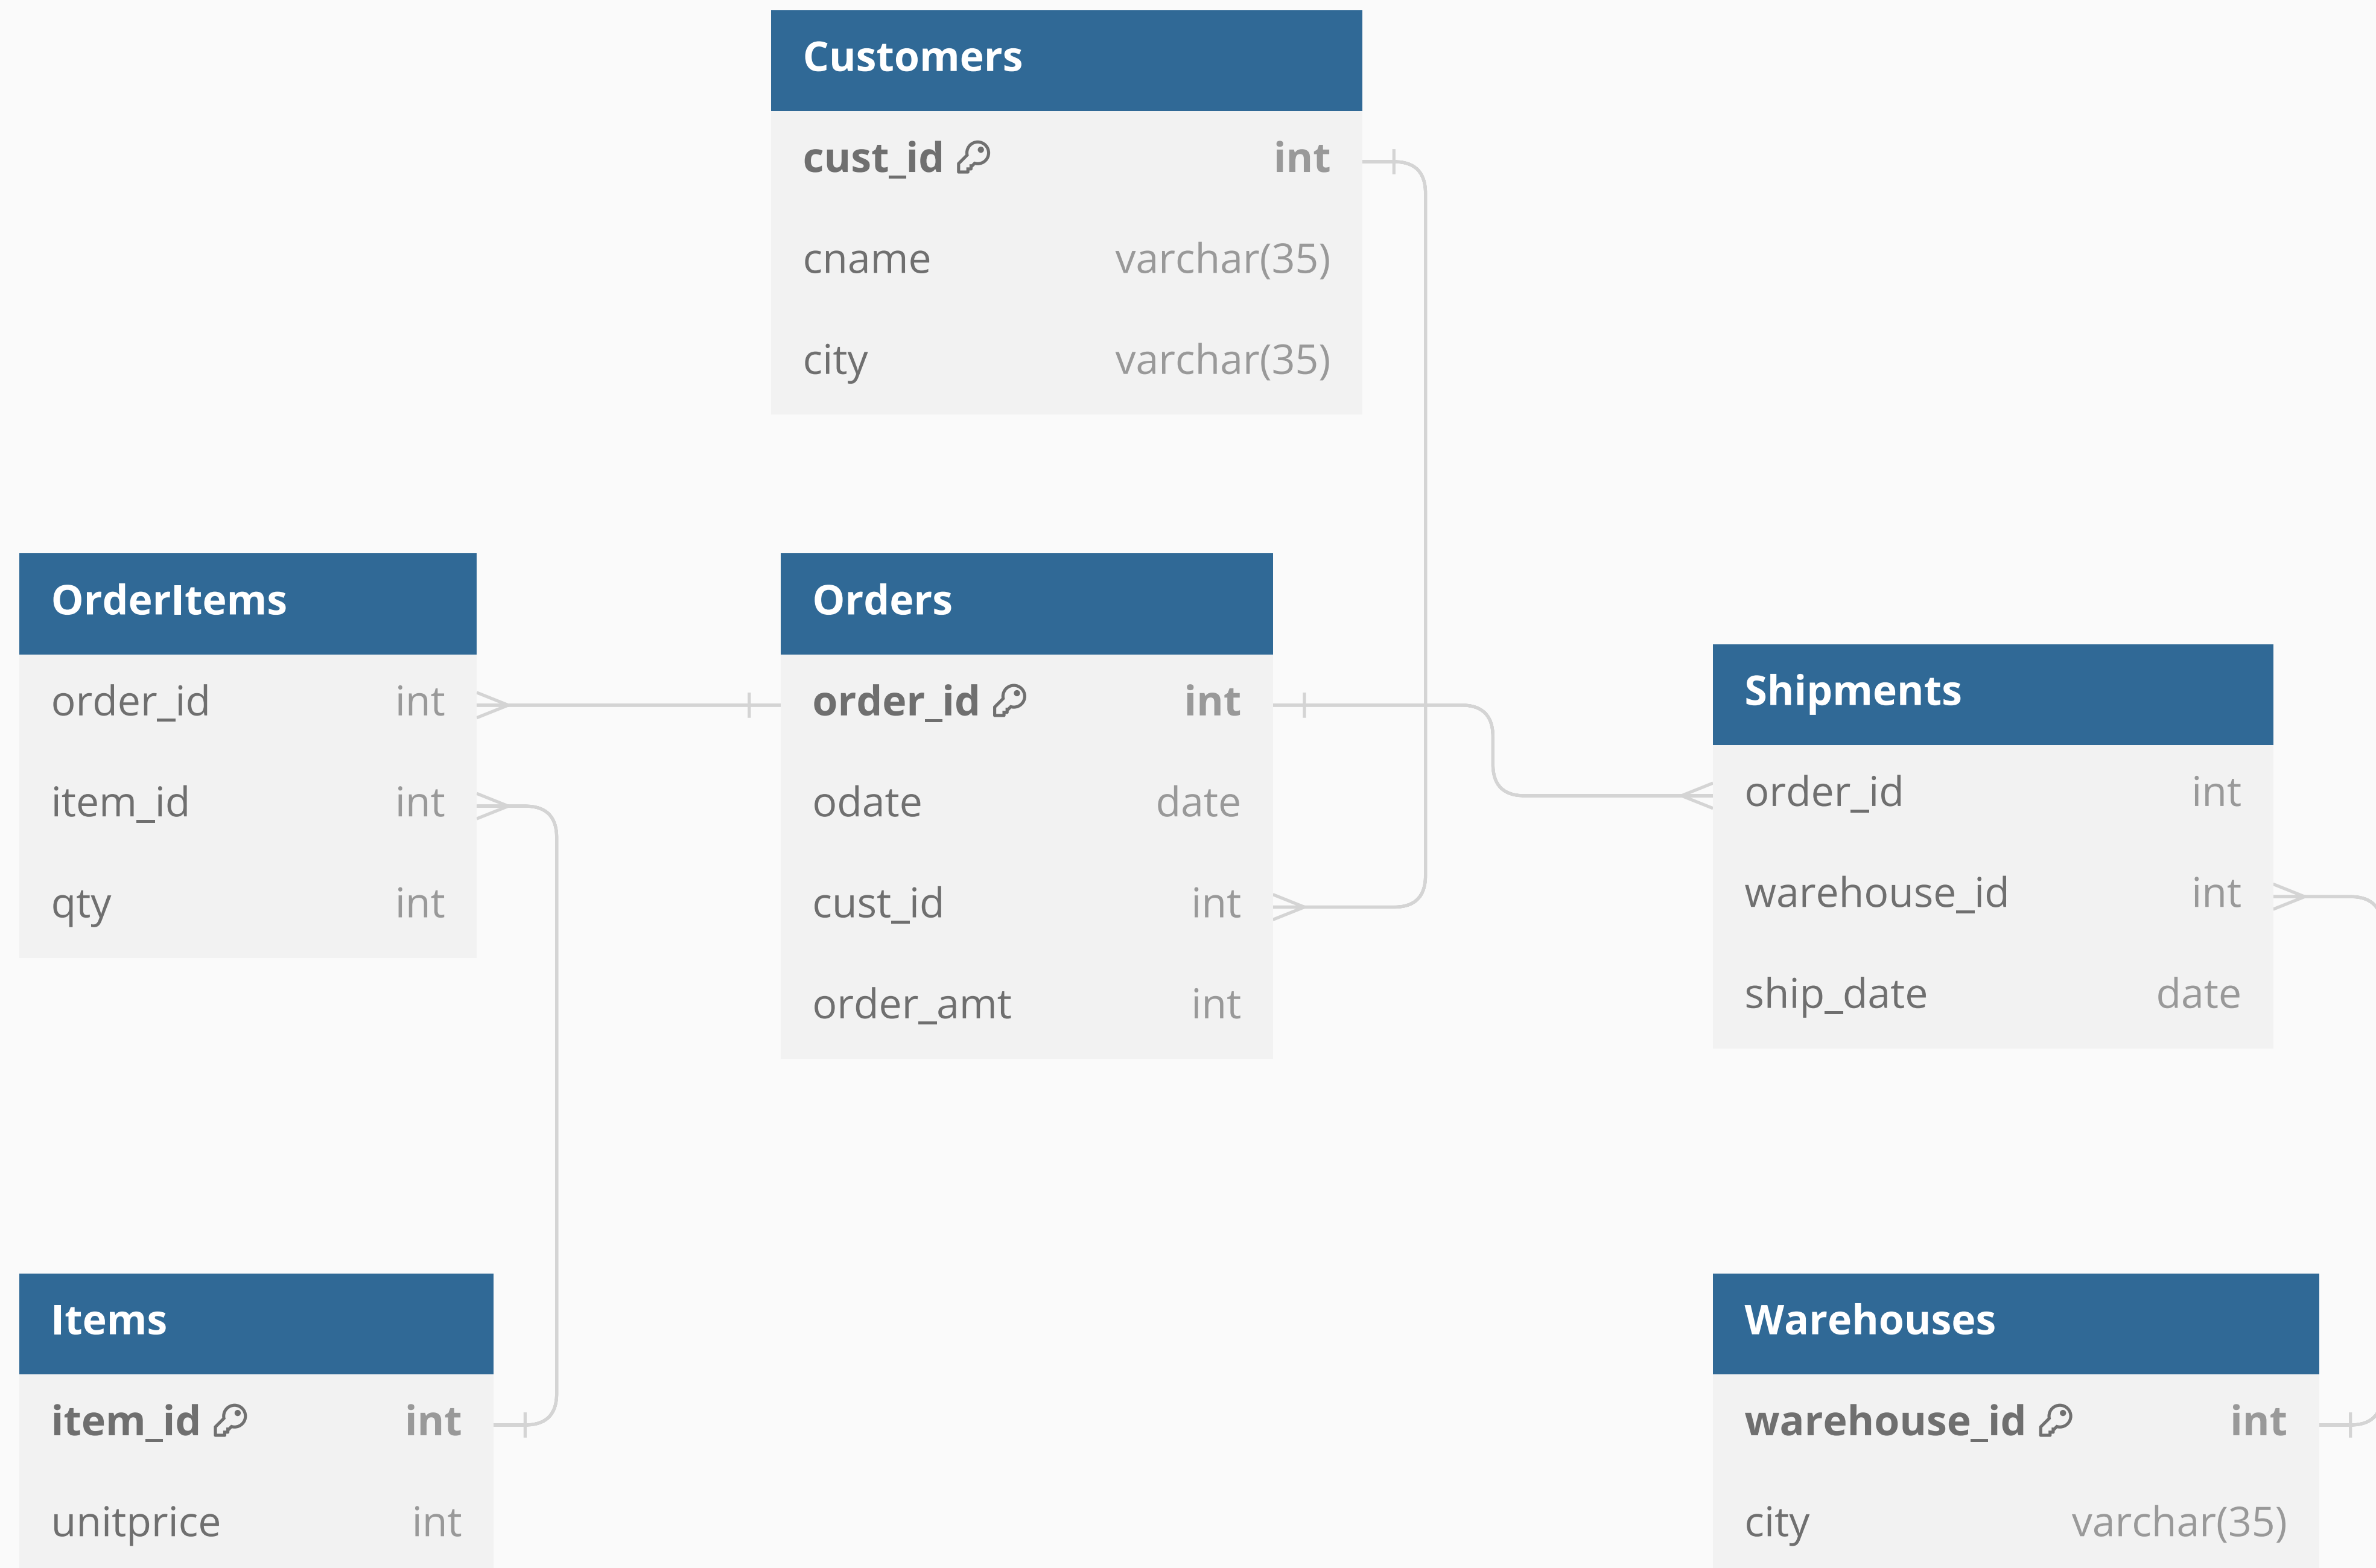 Customers
cust_id int
cname varchar(35)
city varchar(35)
OrderItems
order_id int
item_id int
qty int
Orders
order_id int
odate date
cust_id int
order_amt int
Shipments
order_id int
warehouse_id int
ship_date date
Items
item_id int
unitprice int
Warehouses
warehouse_id int
city varchar(35)